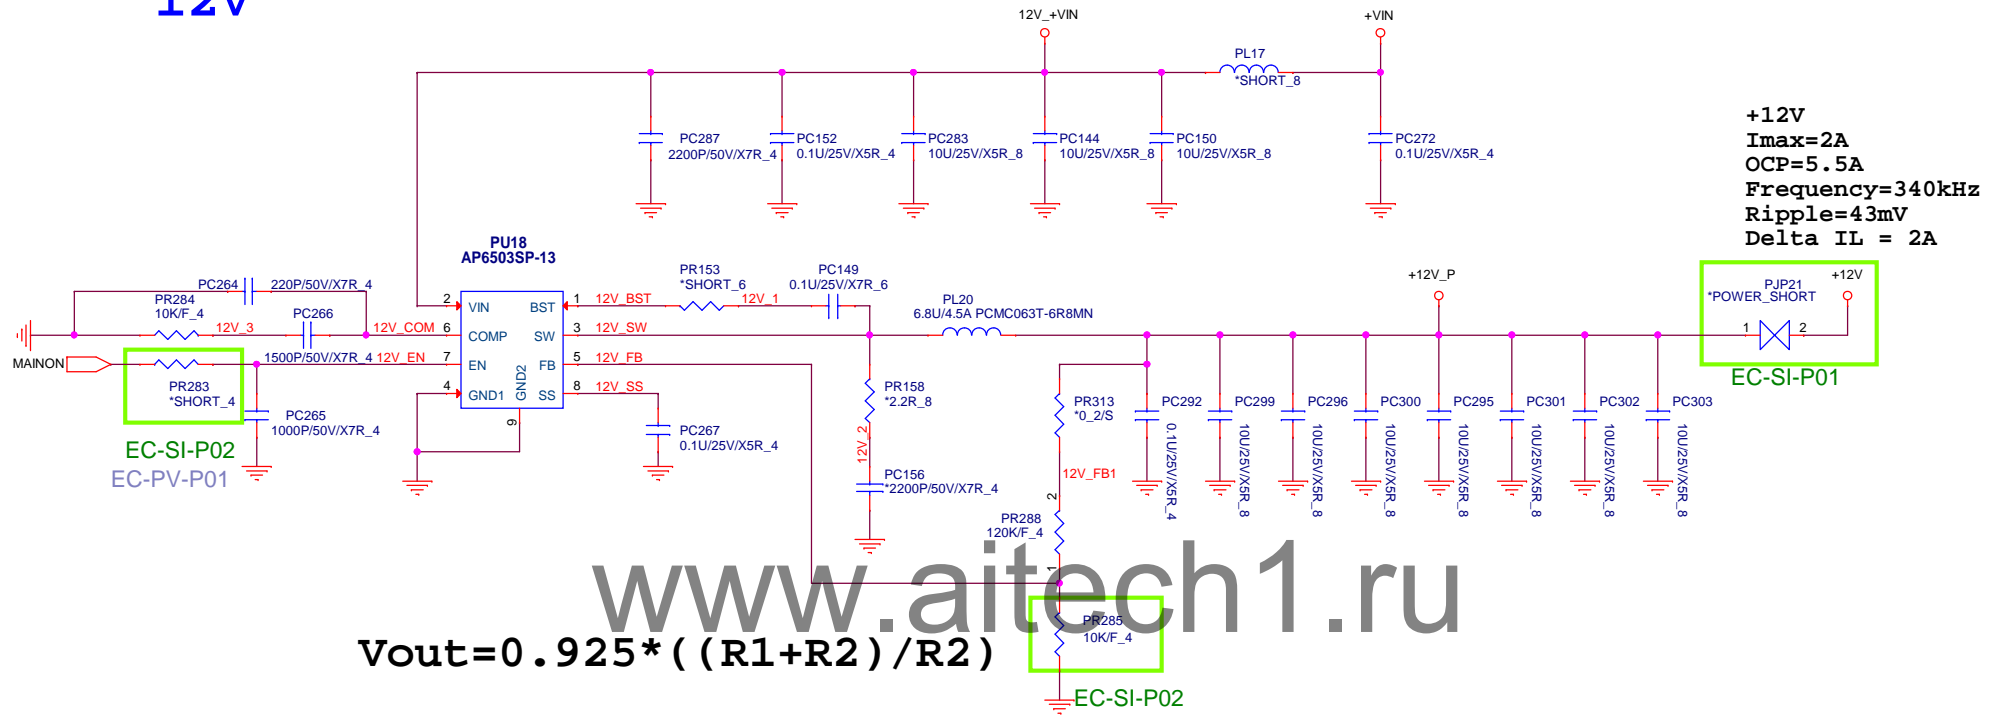 12V
12V_+VIN
+VIN
PL17
*SHORT_8
PC287
2200P/50V/X7R_4
PC152
0.1U/25V/X5R_4
PC283
10U/25V/X5R_8
PC144
10U/25V/X5R_8
PC150
10U/25V/X5R_8
PC272
0.1U/25V/X5R_4
+12V
Imax=2A
OCP=5.5A
Frequency=340kHz
Ripple=43mV
Delta IL = 2A
PU18
AP6503SP-13
PC264
220P/50V/X7R_4
PR284
10K/F_4
12V_3
PC266
1500P/50V/X7R_4
12V_COM
MAINON
12V_EN
PR283
*SHORT_4
PC265
1000P/50V/X7R_4
EC-SI-P02
EC-PV-P01
2
VIN
6
COMP
7
EN
4
GND1
GND2
9
BST
1
SW
3
FB
5
SS
8
12V_BST
12V_SW
12V_FB
12V_SS
PR153
*SHORT_6
12V_1
PC149
0.1U/25V/X7R_6
PC267
0.1U/25V/X5R_4
PL20
6.8U/4.5A PCMC063T-6R8MN
PR158
*2.2R_8
12V_2
PC156
*2200P/50V/X7R_4
+12V_P
PJP21
*POWER_SHORT
+12V
1
2
EC-SI-P01
PR313
*0_2/S
12V_FB1
2
PR288
120K/F_4
1
PC292
0.1U/25V/X5R_4
PC299
10U/25V/X5R_8
PC296
10U/25V/X5R_8
PC300
10U/25V/X5R_8
PC295
10U/25V/X5R_8
PC301
10U/25V/X5R_8
PC302
10U/25V/X5R_8
PC303
10U/25V/X5R_8
www.aitech1.ru
PR285
10K/F_4
EC-SI-P02
Vout=0.925*((R1+R2)/R2)